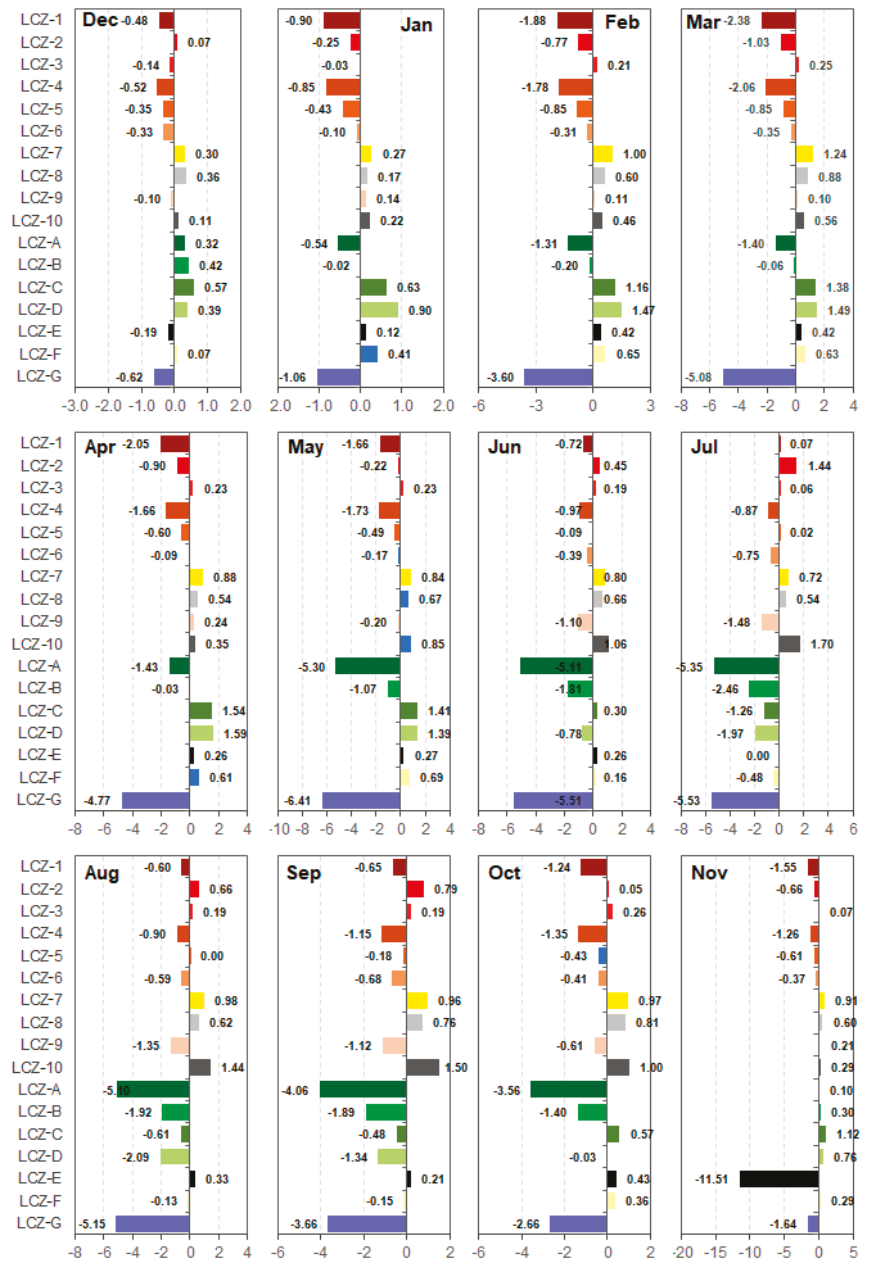 Dec Jan Feb Mar
LCZ-1 -0.48 -0.90 -1.88 -2.38
LCZ-2 0.07 -0.25 -0.77 -1.03
LCZ-3 -0.14 -0.03 0.21 0.25
LCZ-4 -0.52 -0.85 -1.78 -2.06
LCZ-5 -0.35 -0.43 -0.85 -0.85
LCZ-6 -0.33 -0.10 -0.31 -0.35
LCZ-7 0.30 0.27 1.00 1.24
LCZ-8 0.36 0.17 0.60 0.88
LCZ-9 -0.10 0.14 0.11 0.10
LCZ-10 0.11 0.22 0.46 0.56
LCZ-A 0.32 -0.54 -1.31 -1.40
LCZ-B 0.42 -0.02 -0.20 -0.06
LCZ-C 0.57 0.63 1.16 1.38
LCZ-D 0.39 0.90 1.47 1.49
LCZ-E -0.19 0.12 0.42 0.42
LCZ-F 0.07 0.41 0.65 0.63
LCZ-G -0.62 -1.06 -3.60 -5.08
-3.0 -2.0 -1.0 0.0 1.0 2.0 2.0 -1.0 0.0 1.0 2.0 -6 -3 0 3 -8 -6 -4 -2 0 2 4
Apr May Jun Jul
LCZ-1 -2.05 -1.66 -0.72 0.07
LCZ-2 -0.90 -0.22 0.45 1.44
LCZ-3 0.23 0.23 0.19 0.06
LCZ-4 -1.66 -1.73 -0.97 -0.87
LCZ-5 -0.60 -0.49 -0.09 0.02
LCZ-6 -0.09 -0.17 -0.39 -0.75
LCZ-7 0.88 0.84 0.80 0.72
LCZ-8 0.54 0.67 0.66 0.54
LCZ-9 0.24 -0.20 -1.10 -1.48
LCZ-10 0.35 0.85 1.06 1.70
LCZ-A -1.43 -5.30 -5.11 -5.35
LCZ-B -0.03 -1.07 -1.81 -2.46
LCZ-C 1.54 1.41 0.30 -1.26
LCZ-D 1.59 1.39 -0.78 -1.97
LCZ-E 0.26 0.27 0.26 0.00
LCZ-F 0.61 0.69 0.16 -0.48
LCZ-G -4.77 -6.41 -5.51 -5.53
-8 -6 -4 -2 0 2 4 -10 -8 -6 -4 -2 0 2 4 -8 -6 -4 -2 0 2 4 -8 -6 -4 -2 0 2 4 6
Aug Sep Oct Nov
LCZ-1 -0.60 -0.65 -1.24 -1.55
LCZ-2 0.66 0.79 0.05 -0.66
LCZ-3 0.19 0.19 0.26 0.07
LCZ-4 -0.90 -1.15 -1.35 -1.26
LCZ-5 0.00 -0.18 -0.43 -0.61
LCZ-6 -0.59 -0.68 -0.41 -0.37
LCZ-7 0.98 0.96 0.97 0.91
LCZ-8 0.62 0.76 0.81 0.60
LCZ-9 -1.35 -1.12 -0.61 0.21
LCZ-10 1.44 1.50 1.00 0.29
LCZ-A -5.10 -4.06 -3.56 0.10
LCZ-B -1.92 -1.89 -1.40 0.30
LCZ-C -0.61 -0.48 0.57 1.12
LCZ-D -2.09 -1.34 -0.03 0.76
LCZ-E 0.33 0.21 0.43 -11.51
LCZ-F -0.13 -0.15 0.36 0.29
LCZ-G -5.15 -3.66 -2.66 -1.64
-8 -6 -4 -2 0 2 4 -6 -4 -2 0 2 -6 -4 -2 0 2 -20 -15 -10 -5 0 5